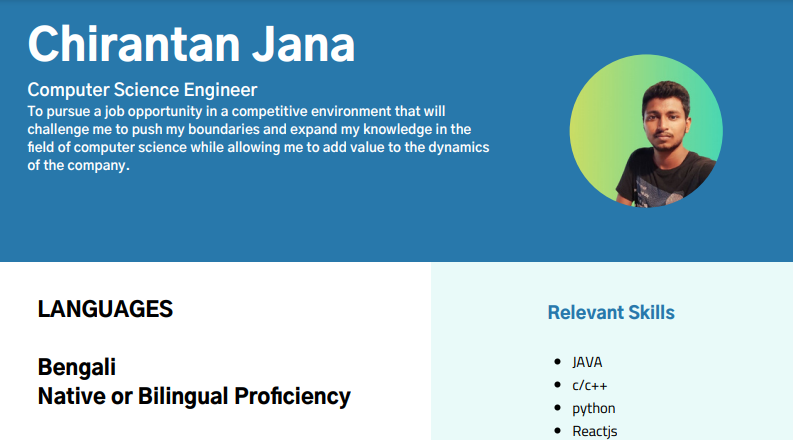 Chirantan Jana
Computer Science Engineer
To pursue a job opportunity in a competitive environment that will
challenge me to push my boundaries and expand my knowledge in the
field of computer science while allowing me to add value to the dynamics
of the company.
LANGUAGES
Bengali
Native or Bilingual Proficiency
Relevant Skills
JAVA
c/c++
python
Reactjs